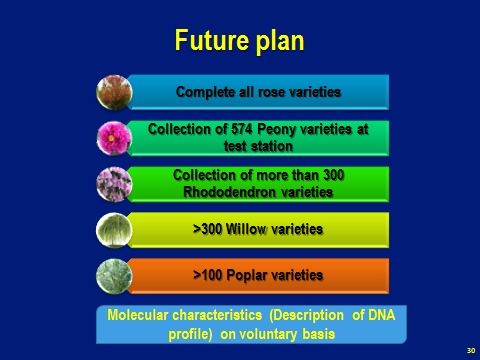 Future plan
Complete all rose varieties
Collection of 574 Peony varieties at
test station
Collection of more than 300
Rhododendron varieties
>300 Willow varieties
>100 Poplar varieties
Molecular characteristics (Description of DNA
profile) on voluntary basis
30